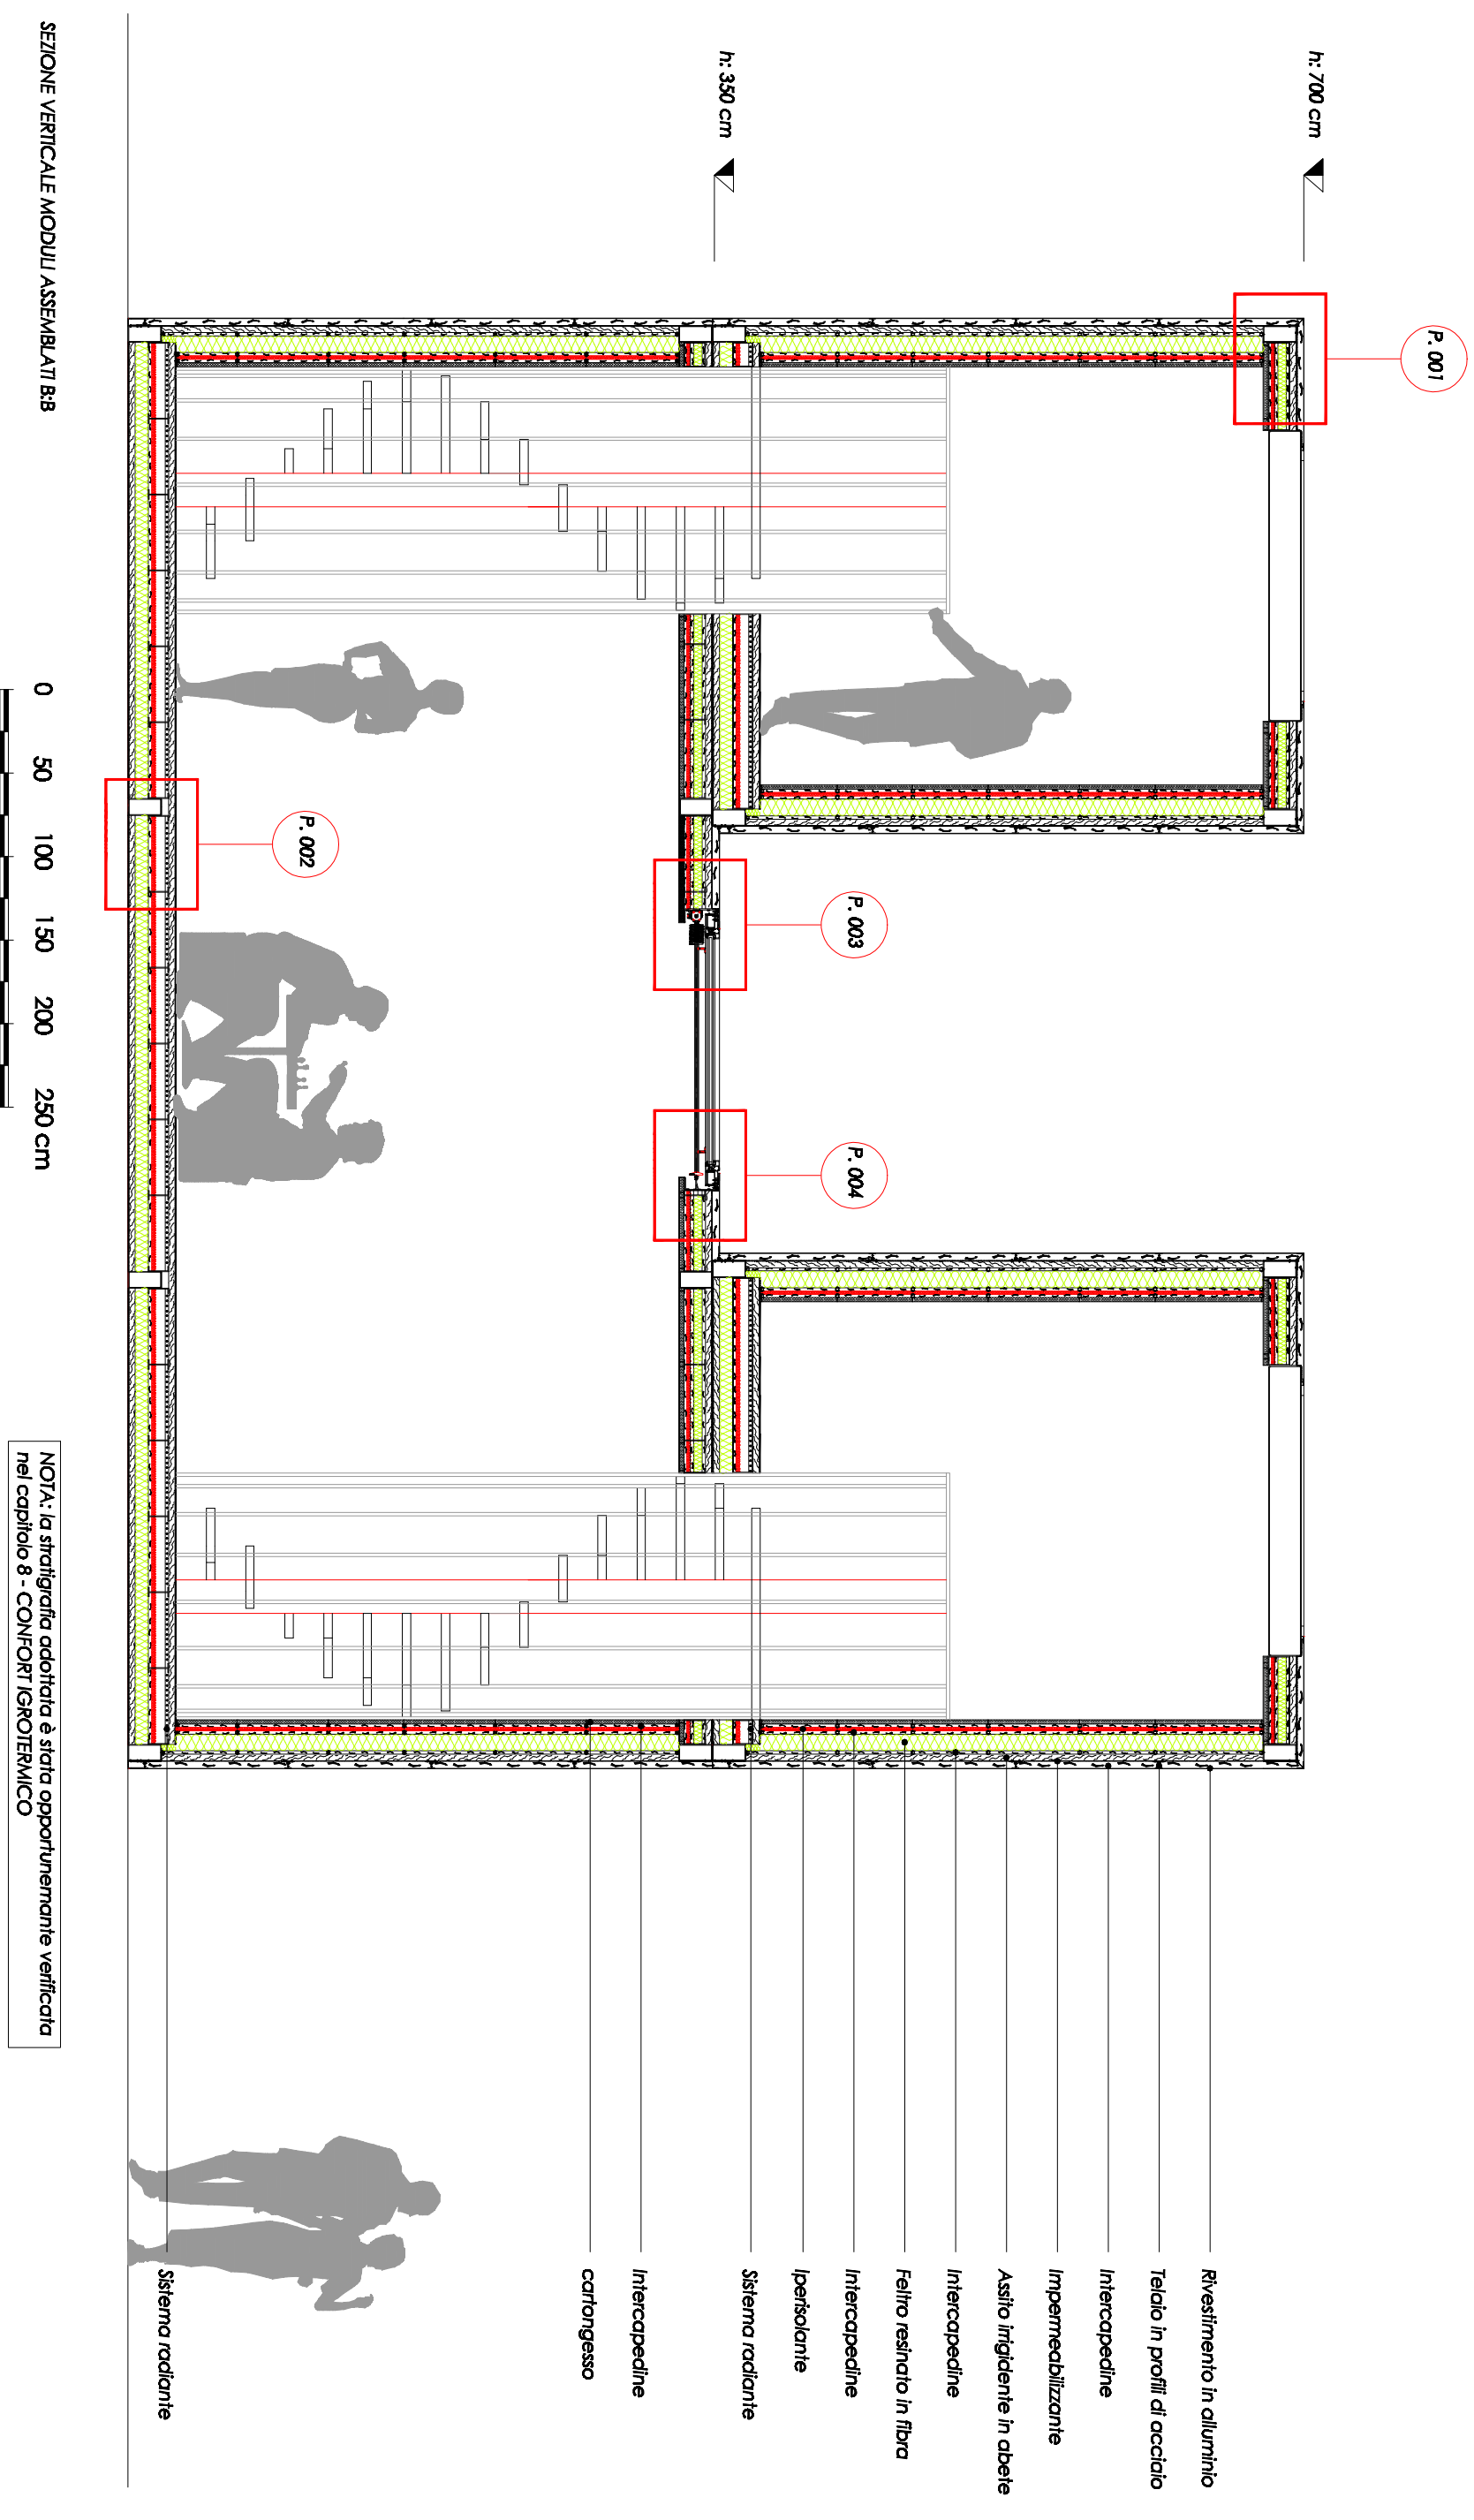 P. 001
h: 700 cm
P. 003
P. 004
h: 350 cm
P. 002
Rivestimento in alluminio
Telaio in profili di acciaio
Intercapedine
Impermeabilizzante
Assito irrigidente in abete
Intercapedine
Feltro resinato in fibra
Intercapedine
Iperisolante
Sistema radiante
Intercapedine
cartongesso
Sistema radiante
SEZIONE VERTICALE MODULI ASSEMBLATI B:B
0 50 100 150 200 250 cm
NOTA: la stratigrafia adottata è stata opportunemante verificata
nel capitolo 8 - CONFORT IGROTERMICO